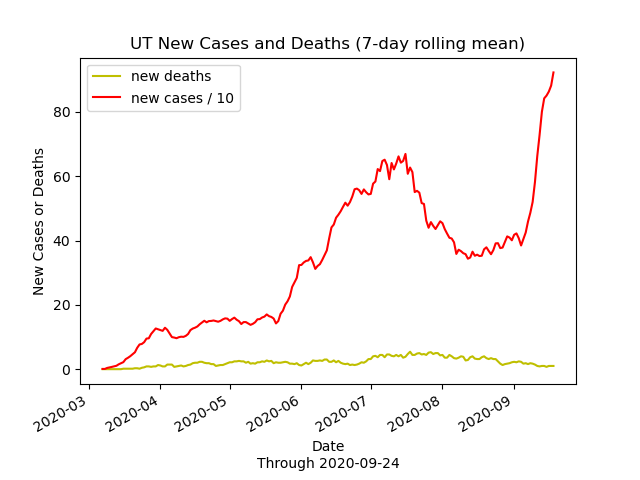 UT New Cases and Deaths (7-day rolling mean)
new deaths
new cases / 10
80
60
40
20
0
New Cases or Deaths
2020-03
2020-04
2020-05
2020-06
2020-07
2020-08
2020-09
Date
Through 2020-09-24